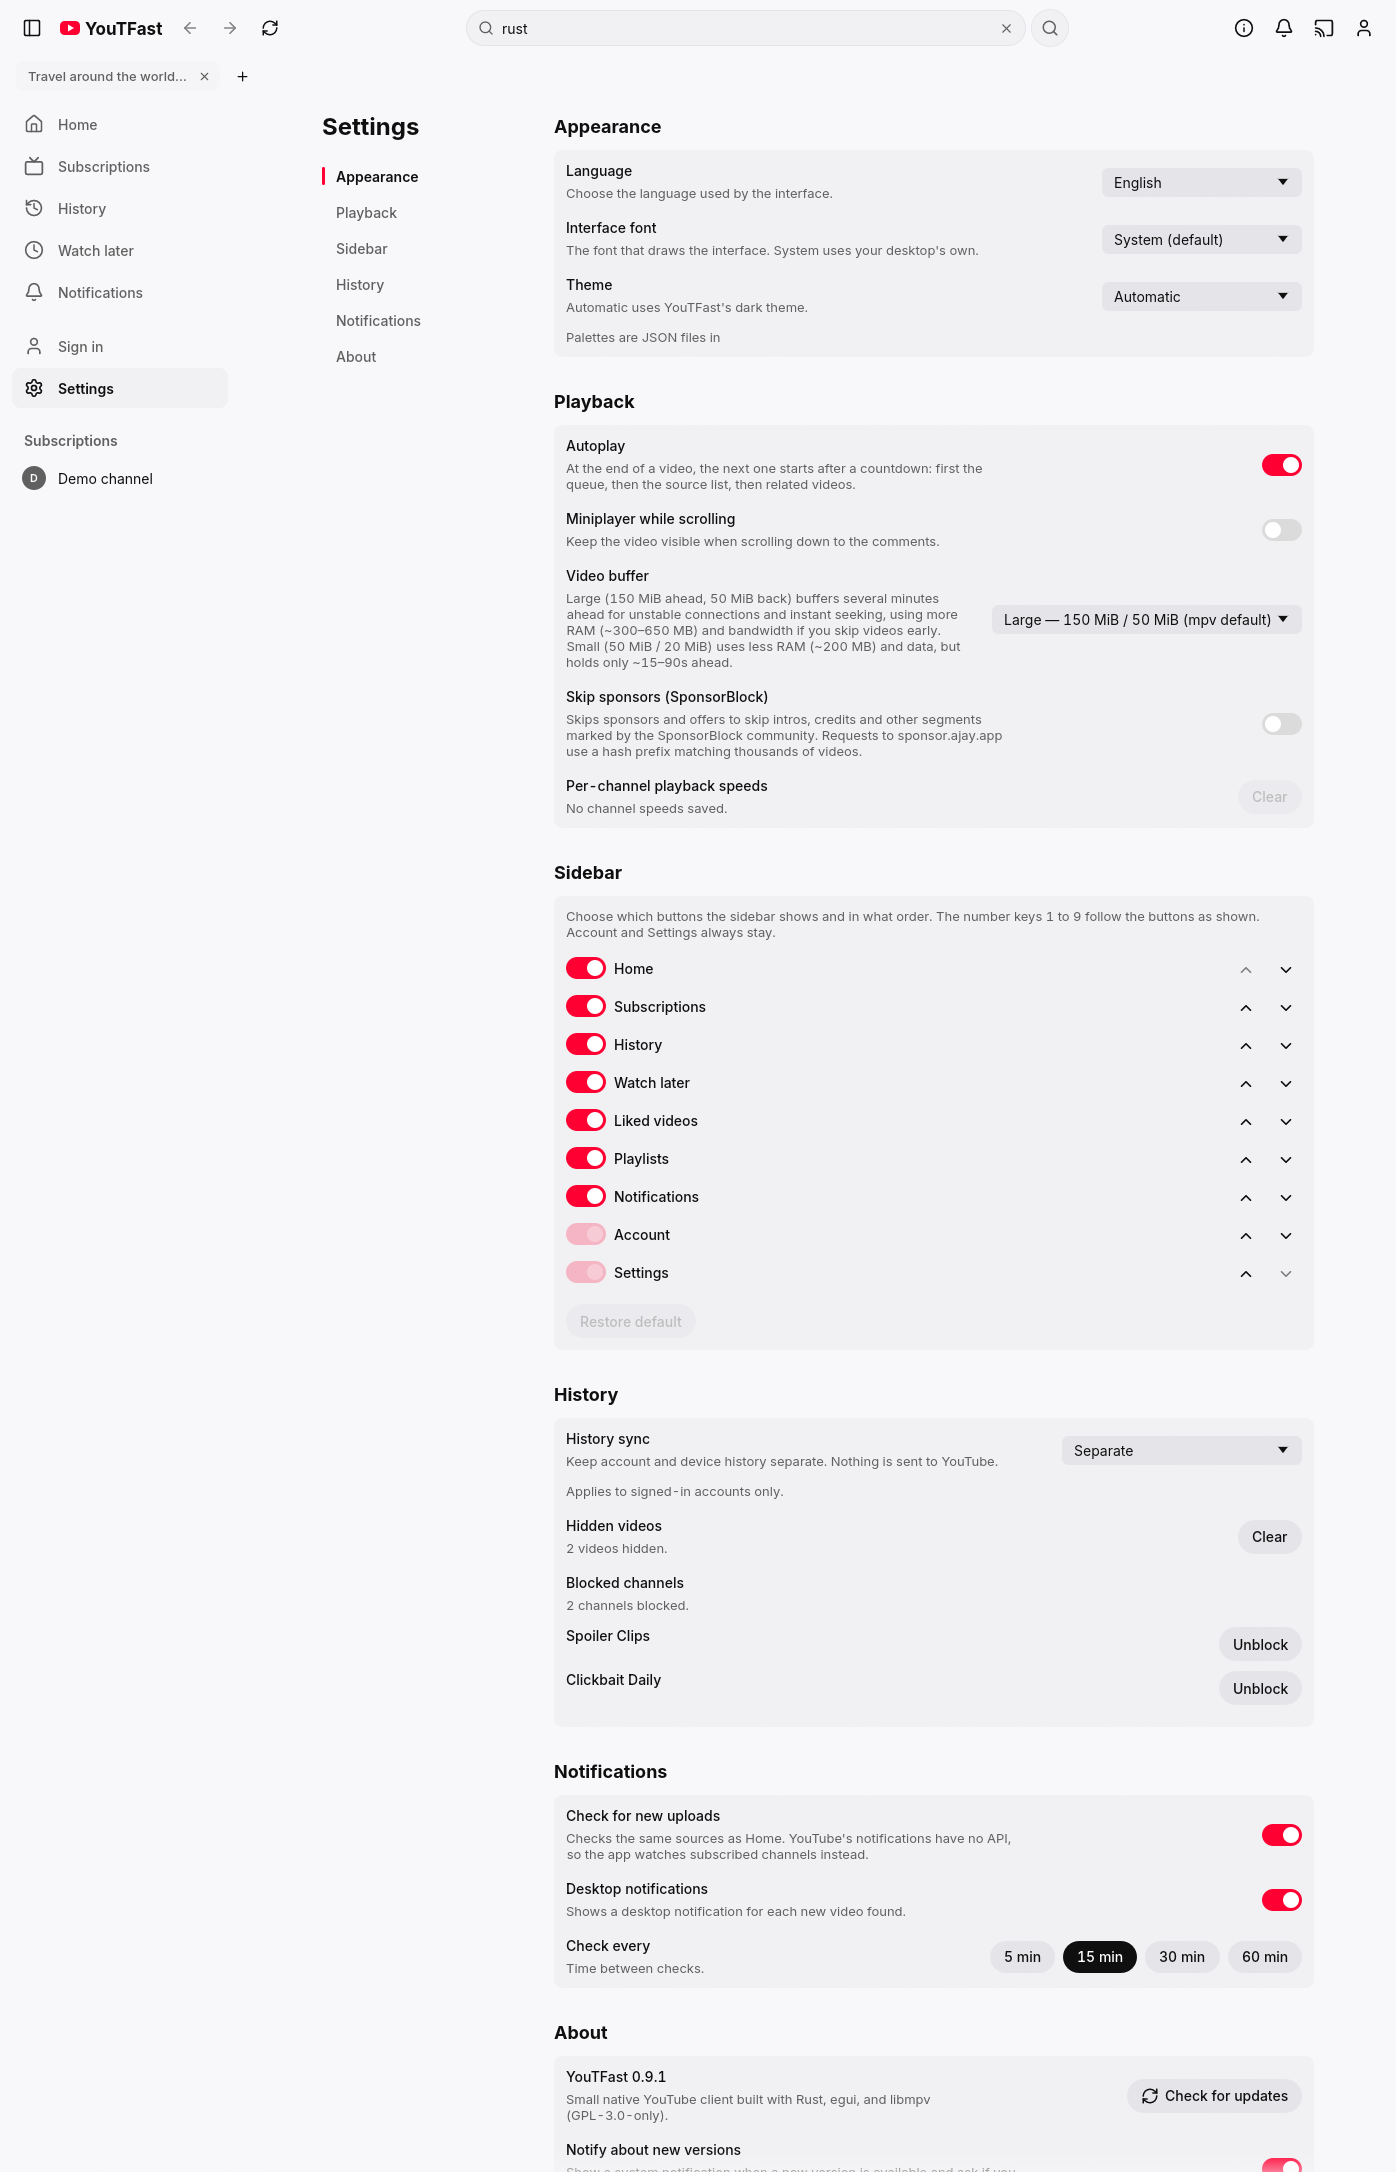 YouTFast
rust
Travel around the world...
Home
Subscriptions
History
Watch later
Notifications
Sign in
Settings
Subscriptions
D
Demo channel
Settings
Appearance
Playback
Sidebar
History
Notifications
About
Appearance
Language
Choose the language used by the interface.
English
Interface font
The font that draws the interface. System uses your desktop's own.
System (default)
Theme
Automatic uses YouTFast's dark theme.
Automatic
Palettes are JSON files in
Playback
Autoplay
At the end of a video, the next one starts after a countdown: first the
queue, then the source list, then related videos.
Miniplayer while scrolling
Keep the video visible when scrolling down to the comments.
Video buffer
Large (150 MiB ahead, 50 MiB back) buffers several minutes
ahead for unstable connections and instant seeking, using more
RAM (~300–650 MB) and bandwidth if you skip videos early.
Small (50 MiB / 20 MiB) uses less RAM (~200 MB) and data, but
holds only ~15–90s ahead.
Large — 150 MiB / 50 MiB (mpv default)
Skip sponsors (SponsorBlock)
Skips sponsors and offers to skip intros, credits and other segments
marked by the SponsorBlock community. Requests to sponsor.ajay.app
use a hash prefix matching thousands of videos.
Per-channel playback speeds
No channel speeds saved.
Clear
Sidebar
Choose which buttons the sidebar shows and in what order. The number keys 1 to 9 follow the buttons as shown.
Account and Settings always stay.
Home
Subscriptions
History
Watch later
Liked videos
Playlists
Notifications
Account
Settings
Restore default
History
History sync
Keep account and device history separate. Nothing is sent to YouTube.
Separate
Applies to signed-in accounts only.
Hidden videos
2 videos hidden.
Clear
Blocked channels
2 channels blocked.
Spoiler Clips
Unblock
Clickbait Daily
Unblock
Notifications
Check for new uploads
Checks the same sources as Home. YouTube's notifications have no API,
so the app watches subscribed channels instead.
Desktop notifications
Shows a desktop notification for each new video found.
Check every
Time between checks.
5 min
15 min
30 min
60 min
About
YouTFast 0.9.1
Small native YouTube client built with Rust, egui, and libmpv
(GPL-3.0-only).
Check for updates
Notify about new versions
Show a system notification when a new version is available and ask if you